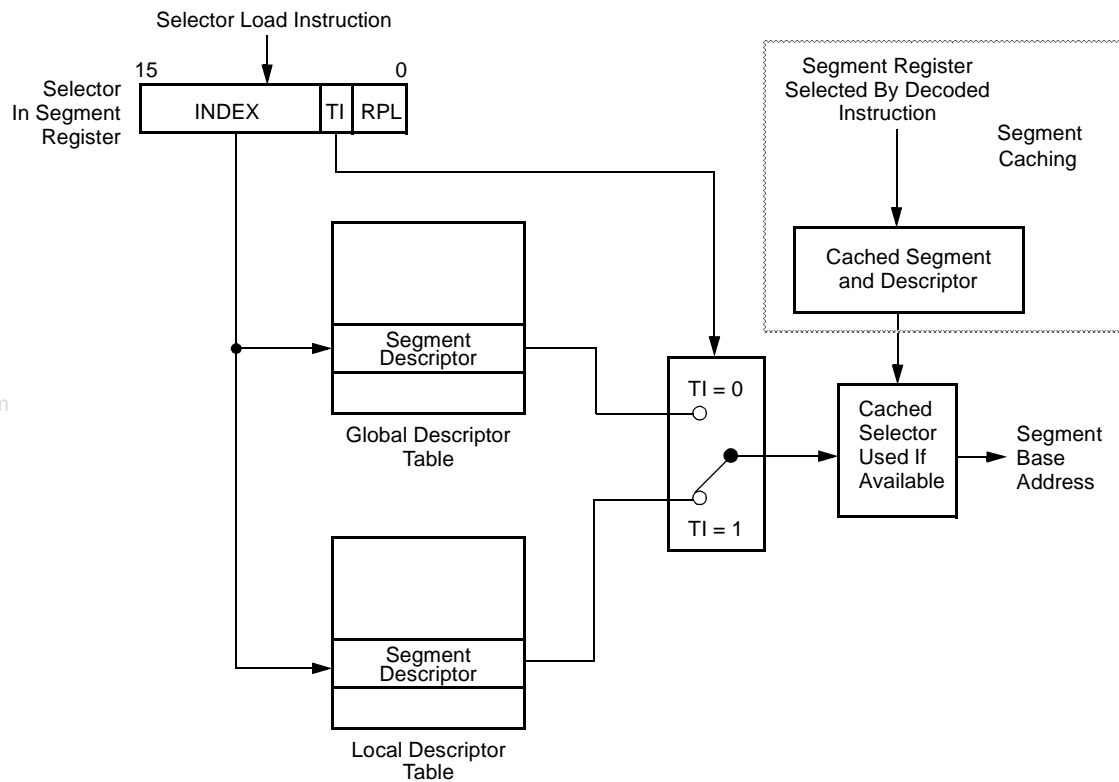 Selector Load Instruction
15
0
Selector
In Segment
Register
INDEX
TI
RPL
Segment Register
Selected By Decoded
Instruction
Segment
Caching
Cached Segment
and Descriptor
Segment
Descriptor
Global Descriptor
Table
TI = 0
TI = 1
Cached
Selector
Used If
Available
Segment
Base
Address
Segment
Descriptor
Local Descriptor
Table